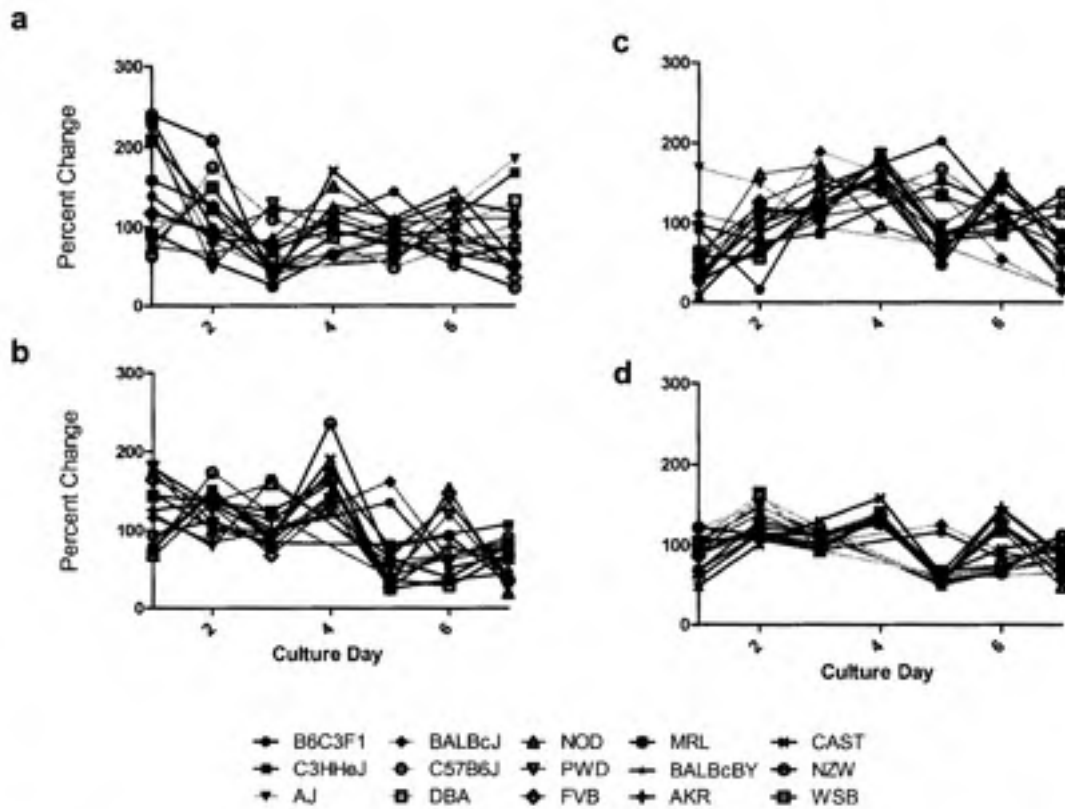 a
300
200
100
0
2
4
6
Percent Change
b
300
200
100
0
2
4
6
Percent Change
Culture Day
c
300
200
100
0
2
4
6
d
300
200
100
0
2
4
6
Culture Day
B6C3F1 BALBcJ NOD MRL CAST
C3HHeJ C57B6J PWD BALBcBY NZW
AJ DBA FVB AKR WSB